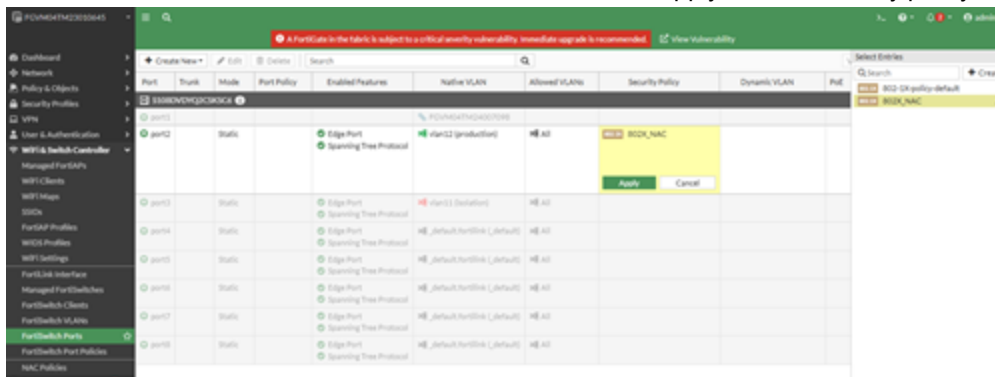 A FortiGate in the fabric is subject to a critical severity vulnerability. Immediate upgrade is recommended. View Vulnerability
Dashboard
Network
Policy & Objects
Security Profiles
VPN
User & Authentication
WiFi & Switch Controller
Managed FortiAPs
WiFi Clients
WiFi Maps
SSIDs
FortiAP Profiles
WIDS Profiles
WiFi Settings
FortiLink Interface
Managed FortiSwitches
FortiSwitch Clients
FortiSwitch VLANs
FortiSwitch Ports
FortiSwitch Port Policies
NAC Policies
Create New Edit Delete Search
Port Trunk Mode Port Policy Enabled Features Native VLAN Allowed VLANs Security Policy Dynamic VLAN PoE
port1
port2 Edge Port vlan12 (production) All 802X_NAC
Spanning Tree Protocol
Apply Cancel
port3 Static Edge Port vlan11 (isolation) All
Spanning Tree Protocol
port4 Static Edge Port _default.fortilink (_default) All
Spanning Tree Protocol
port5 Static Edge Port _default.fortilink (_default) All
Spanning Tree Protocol
port6 Static Edge Port _default.fortilink (_default) All
Spanning Tree Protocol
port7 Static Edge Port _default.fortilink (_default) All
Spanning Tree Protocol
port8 Static Edge Port _default.fortilink (_default) All
Spanning Tree Protocol
Select Entries
Search
802-1X-policy-default
802X_NAC